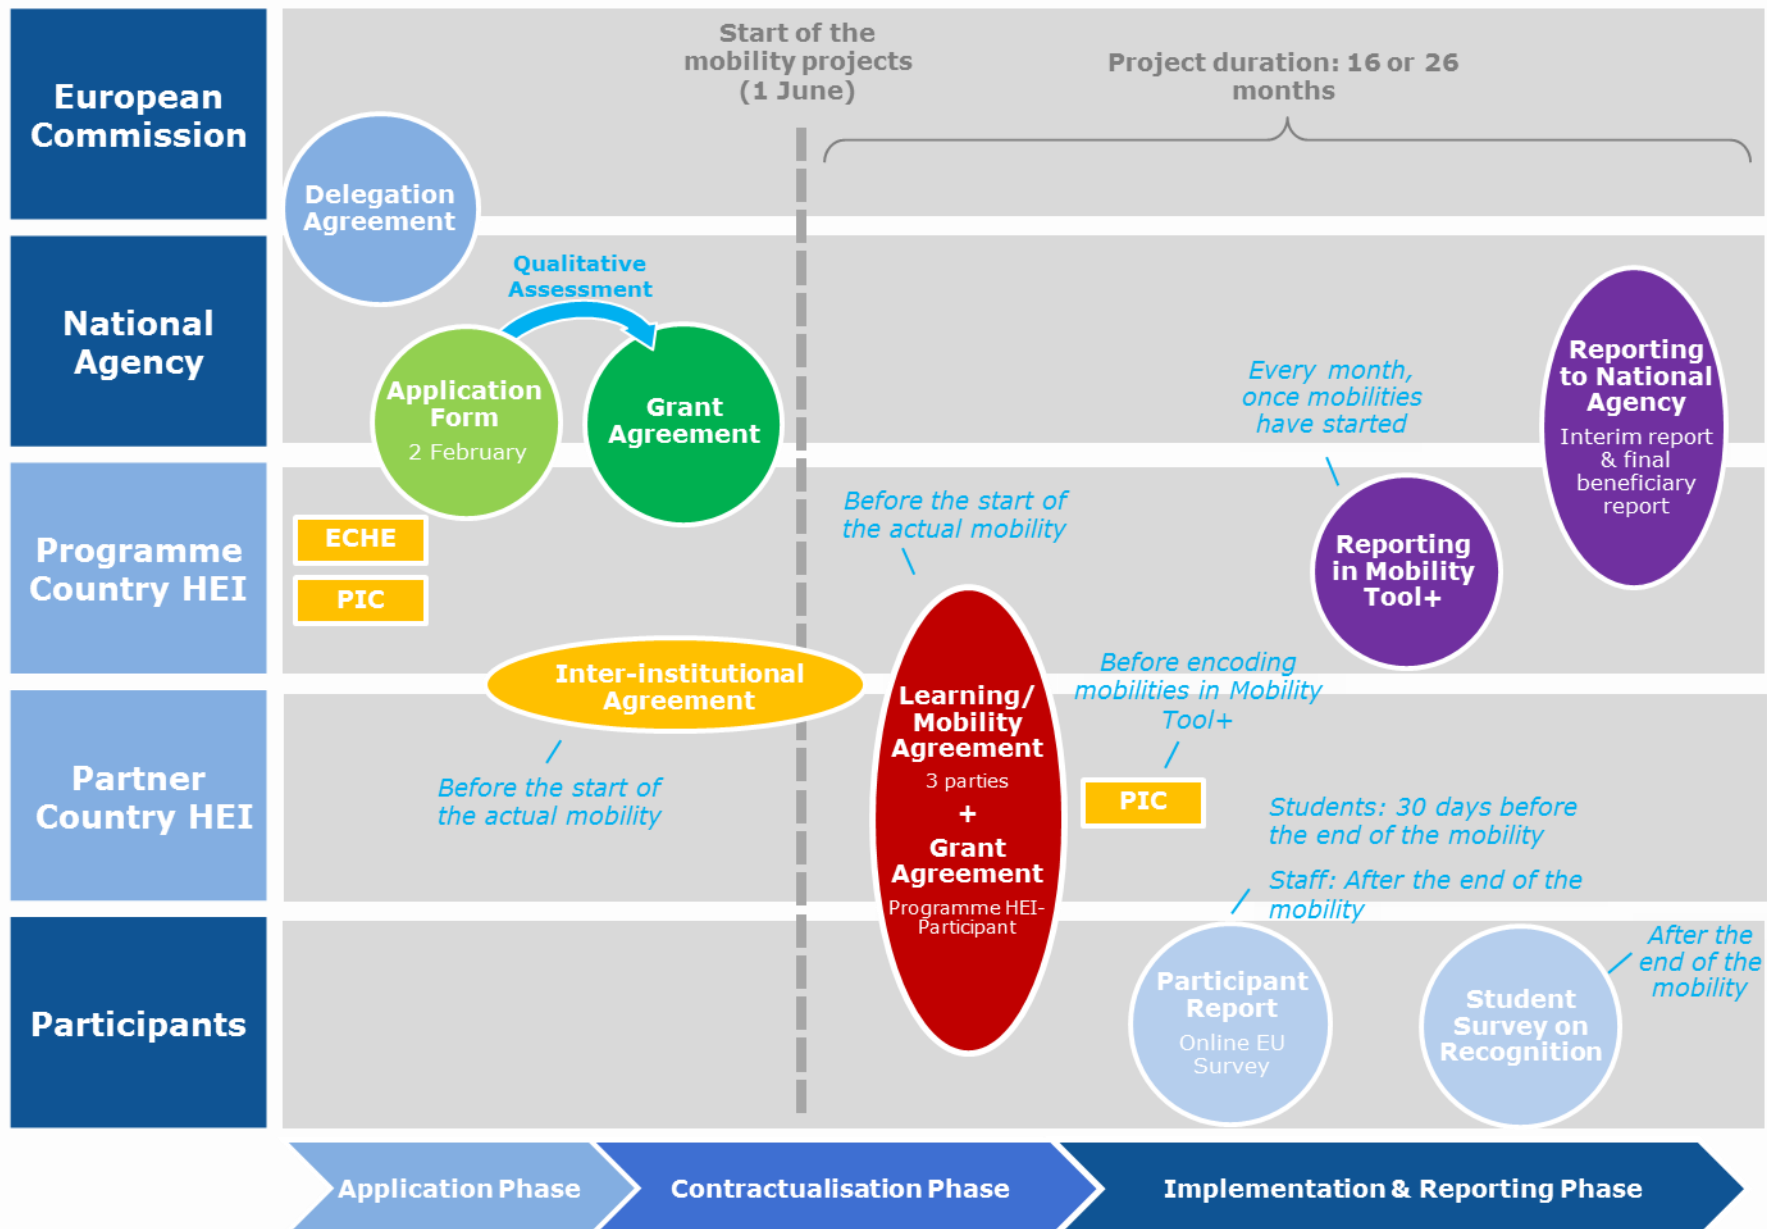 European
Commission
Start of the
mobility projects
(1 June)
Project duration: 16 or 26
months
Delegation
Agreement
National
Agency
Qualitative
Assessment
Application
Form
2 February
Grant
Agreement
Every month,
once mobilities
have started
Reporting
to National
Agency
Interim report
& final
beneficiary
report
Programme
Country HEI
ECHE
PIC
Before the start of
the actual mobility
Reporting
in Mobility
Tool+
Inter-institutional
Agreement
Before the start of
the actual mobility
Learning/
Mobility
Agreement
3 parties
+
Grant
Agreement
Programme HEI-
Participant
Before encoding
mobilities in Mobility
Tool+
Partner
Country HEI
PIC
Students: 30 days before
the end of the mobility
Staff: After the end of the
mobility
Participants
Participant
Report
Online EU
Survey
Student
Survey on
Recognition
After the
end of the
mobility
Application Phase
Contractualisation Phase
Implementation & Reporting Phase